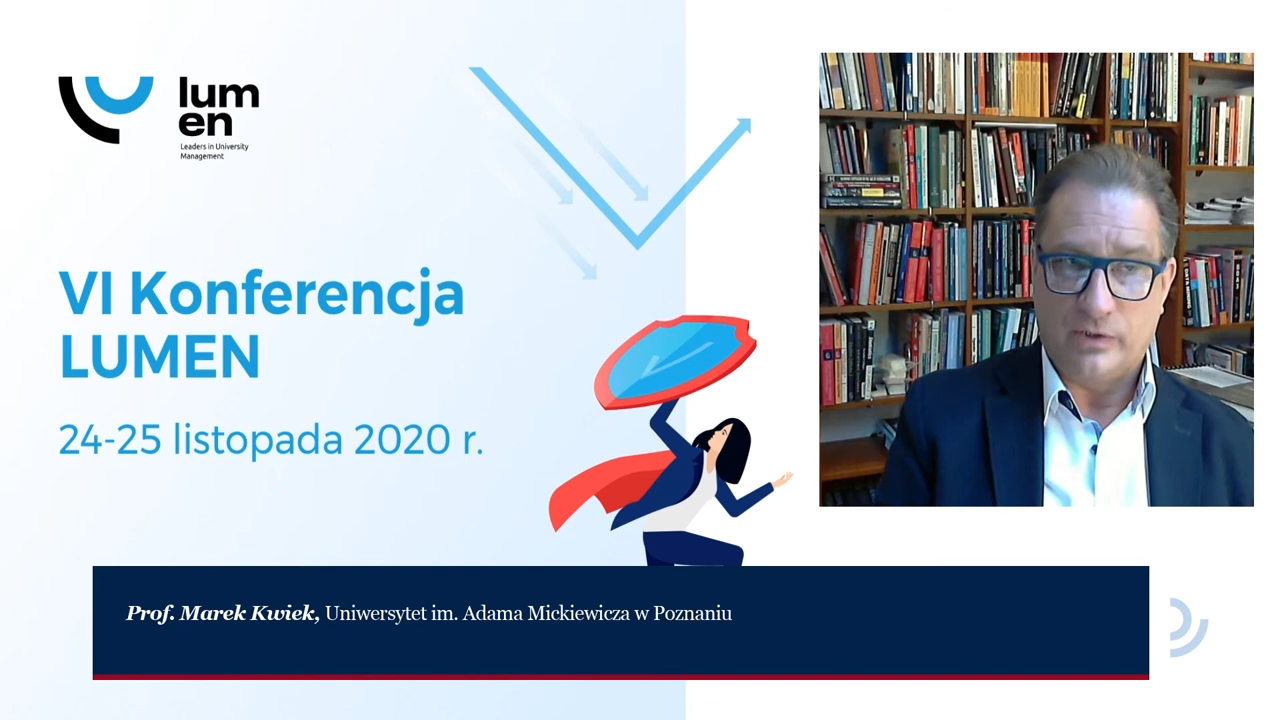 lum
en
Leaders in University
Management
VI Konferencja
LUMEN
24-25 listopada 2020 r.
Prof. Marek Kwiek, Uniwersytet im. Adama Mickiewicza w Poznaniu